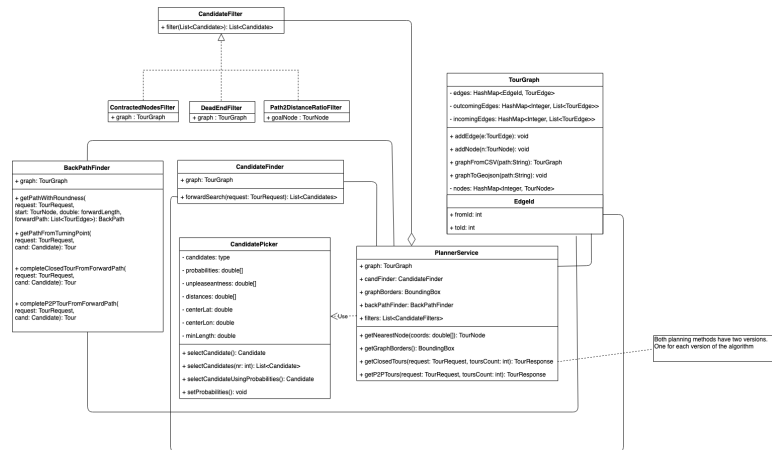 CandidateFilter
+ filter(List<Candidate>): List<Candidate>
ContractedNodesFilter
+ graph : TourGraph
DeadEndFilter
+ graph : TourGraph
Path2DistanceRatioFilter
+ goalNode : TourNode
TourGraph
- edges: HashMap<EdgeId, TourEdge>
- outcomingEdges: HashMap<Integer, List<TourEdge>>
- incomingEdges: HashMap<Integer, List<TourEdge>>
+ addEdge(e:TourEdge): void
+ addNode(n:TourNode): void
+ graphFromCSV(path:String): TourGraph
+ graphToGeojson(path:String): void
- nodes: HashMap<Integer, TourNode>
EdgeId
+ fromId: int
+ toId: int
BackPathFinder
+ graph: TourGraph
+ getPathWithRoundness(
request: TourRequest,
start: TourNode, double: forwardLength,
forwardPath: List<TourEdge>): BackPath
+ getPathFromTurningPoint(
request: TourRequest,
cand: Candidate): Tour
+ completeClosedTourFromForwardPath(
request: TourRequest,
cand: Candidate): Tour
+ completeP2PTourFromForwardPath(
request: TourRequest,
cand: Candidate): Tour
CandidateFinder
+ graph: TourGraph
+ forwardSearch(request: TourRequest): List<Candidates>
CandidatePicker
- candidates: type
- probabilities: double[]
- unpleaseantness: double[]
- distances: double[]
- centerLat: double
- centerLon: double
- minLength: double
+ selectCandidate(): Candidate
+ selectCandidates(nr: int): List<Candidate>
+ selectCandidateUsingProbabilities(): Candidate
+ setProbabilities(): void
Use
PlannerService
+ graph: TourGraph
+ candFinder: CandidateFinder
+ graphBorders: BoundingBox
+ backPathFinder: BackPathFinder
+ filters: List<CandidateFilters>
+ getNearestNode(coords: double[]): TourNode
+ getGraphBorders(): BoundingBox
+ getClosedTours(request: TourRequest, toursCount: int): TourResponse
+ getP2PTours(request: TourRequest, toursCount: int): TourResponse
Both planning methods have two versions.
One for each version of the algorithm